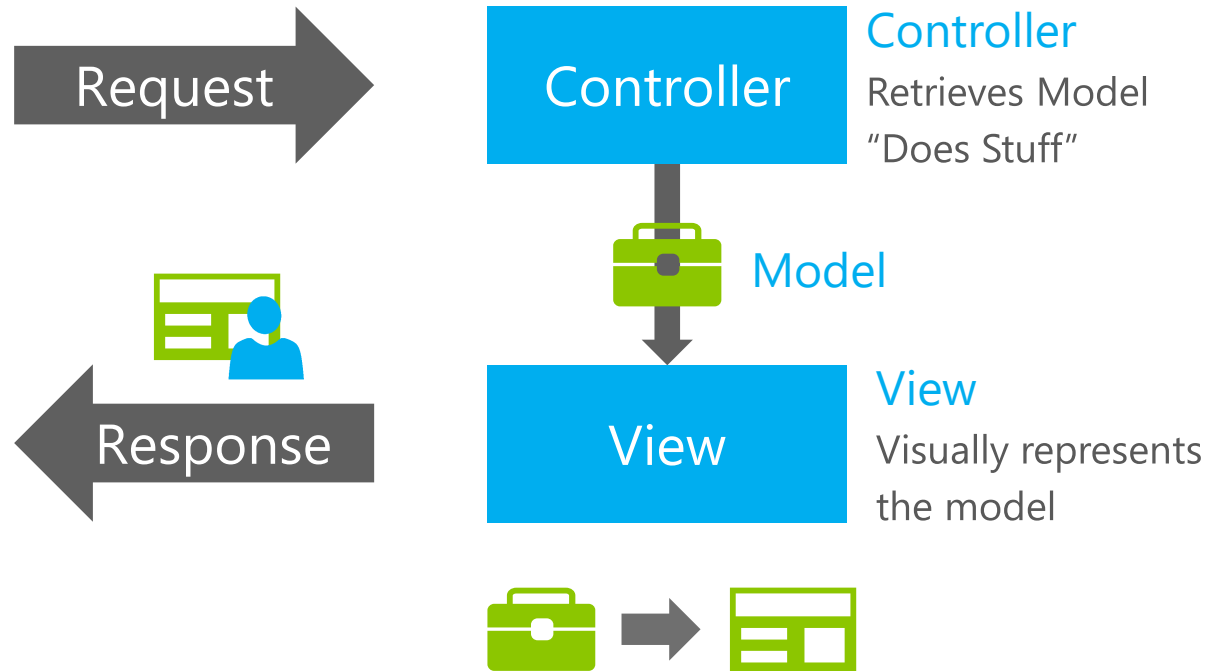 Request
Controller
Controller
Retrieves Model
“Does Stuff”
Model
Response
View
View
Visually represents
the model